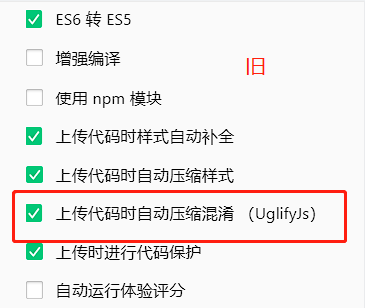 ES6 转 ES5
增强编译
旧
使用 npm 模块
上传代码时样式自动补全
上传代码时自动压缩样式
上传代码时自动压缩混淆 （UglifyJs）
上传时进行代码保护
自动运行体验评分